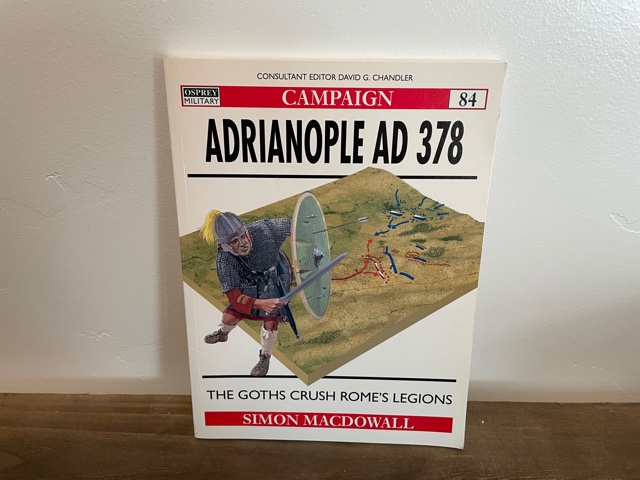 CONSULTANT EDITOR DAVID G. CHANDLER
OSPREY
MILITARY
CAMPAIGN
84
ADRIANOPLE AD 378
THE GOTHS CRUSH ROME'S LEGIONS
SIMON MACDOWALL